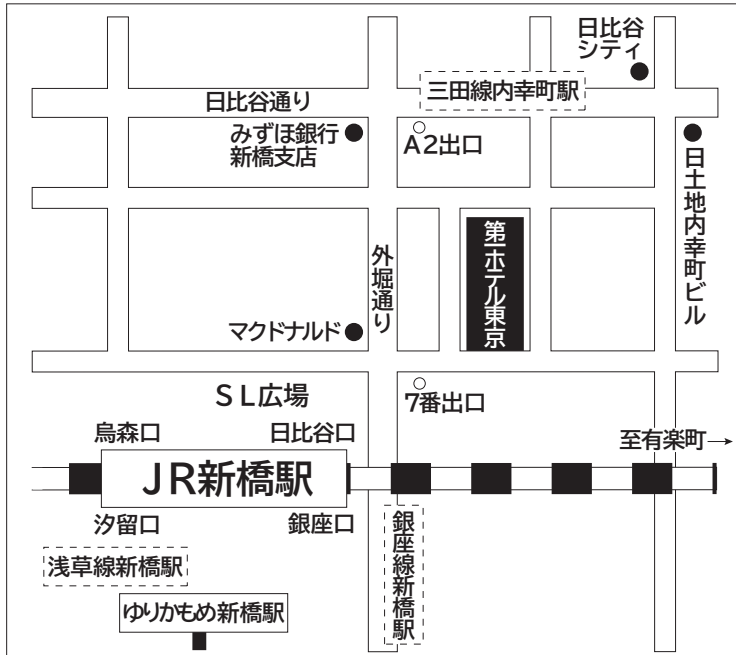 日比谷
シティ
三田線内幸町駅
日比谷通り
みずほ銀行
新橋支店
A2出口
日土地内幸町ビル
外堀通り
第一ホテル東京
マクドナルド
SL広場
7番出口
烏森口
日比谷口
至有楽町→
JR新橋駅
汐留口
銀座口
銀座線新橋駅
浅草線新橋駅
ゆりかもめ新橋駅